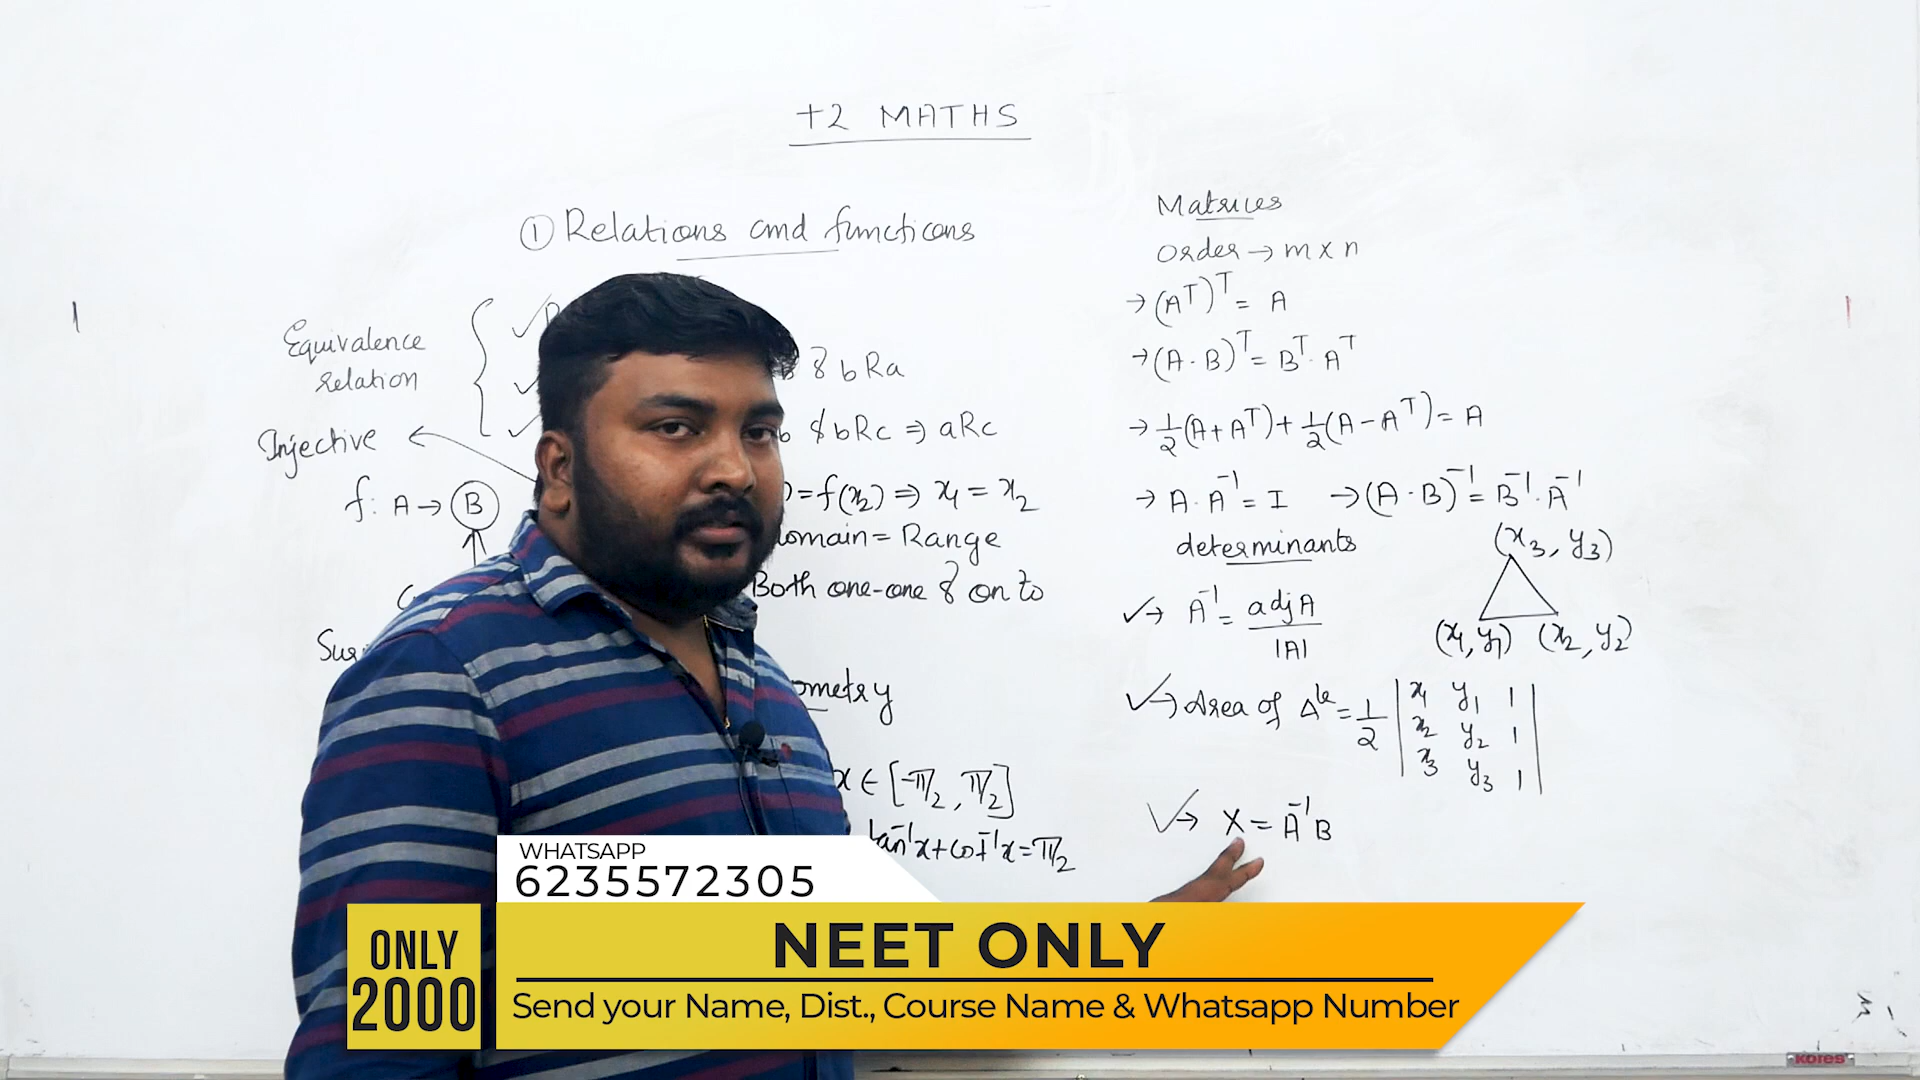 +2 MATHS
① Relations and functions
Equivalence
relation
& bRa
& bRc ⇒ aRc
Injective
f: A → B
)=f(x₂) ⇒ x₁ = x₂
= Range
Both one-one & onto
x ∈ [-π/2, π/2]
tan⁻¹x + cot⁻¹x = π/2
Matrices
Order → m × n
→ (Aᵀ)ᵀ = A
→ (A·B)ᵀ = Bᵀ·Aᵀ
→ 1/2(A+Aᵀ) + 1/2(A−Aᵀ) = A
→ A·A⁻¹ = I → (A·B)⁻¹ = B⁻¹·A⁻¹
determinants
(x₃, y₃)
(x₁, y₁) (x₂, y₂)
✓→ A⁻¹ = adjA / |A|
✓→ Area of Δle = 1/2 | x₁ y₁ 1 |
| x₂ y₂ 1 |
| x₃ y₃ 1 |
✓→ X = A⁻¹B
WHATSAPP
6235572305
ONLY
2000
NEET ONLY
Send your Name, Dist., Course Name & Whatsapp Number
kores